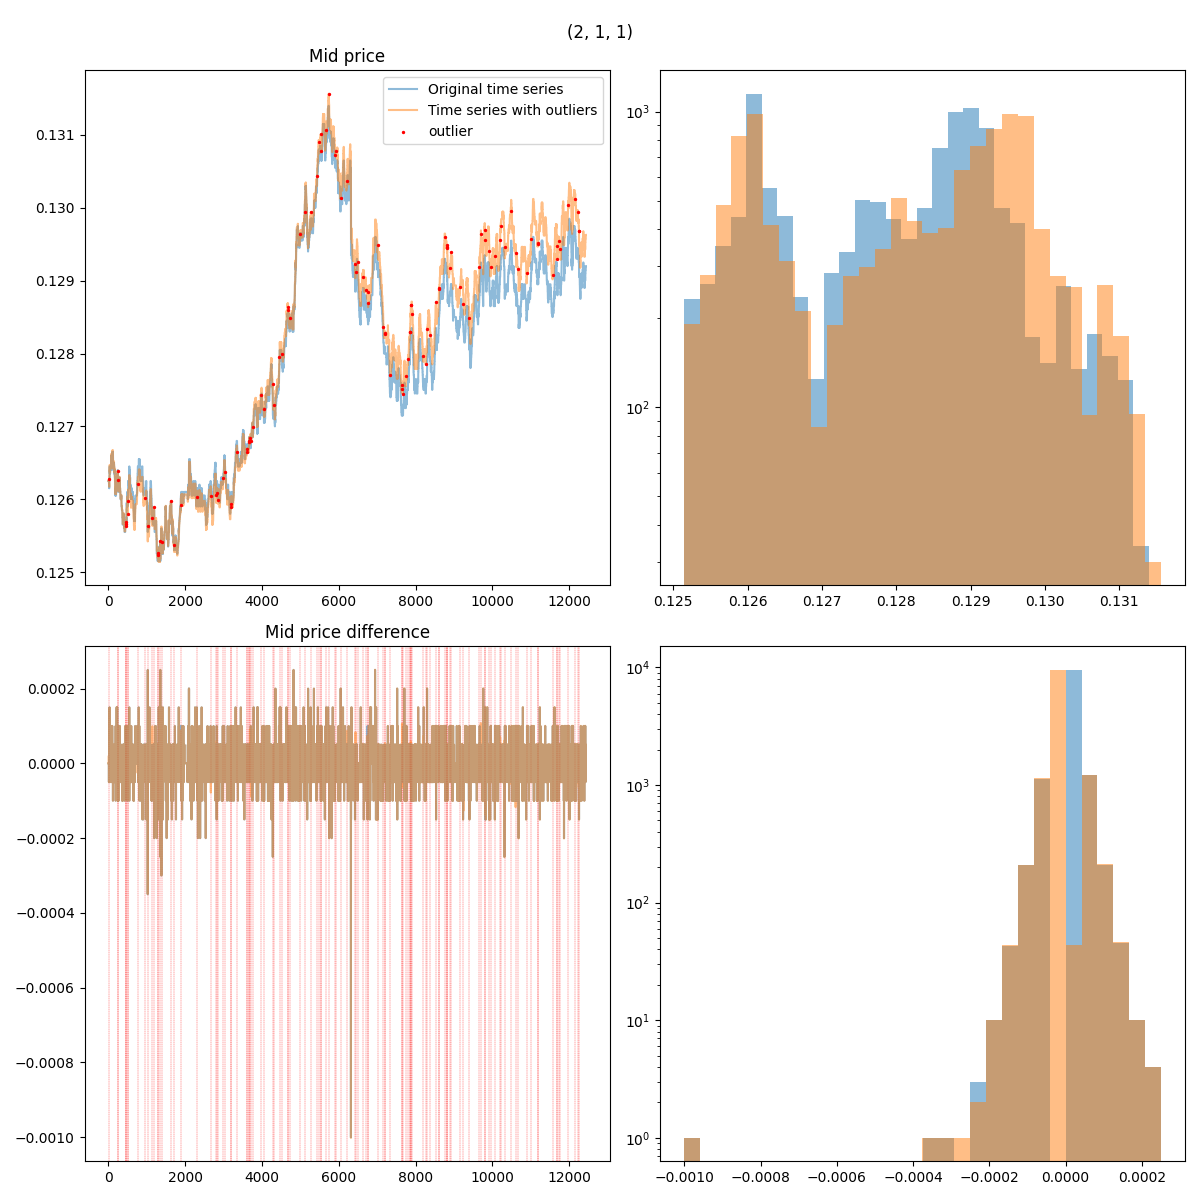 (2, 1, 1)
Mid price
Original time series
Time series with outliers
outlier
0.131
0.130
0.129
0.128
0.127
0.126
0.125
0 2000 4000 6000 8000 10000 12000
10³
10²
0.125 0.126 0.127 0.128 0.129 0.130 0.131
Mid price difference
0.0002
0.0000
−0.0002
−0.0004
−0.0006
−0.0008
−0.0010
0 2000 4000 6000 8000 10000 12000
10⁴
10³
10²
10¹
10⁰
−0.0010 −0.0008 −0.0006 −0.0004 −0.0002 0.0000 0.0002